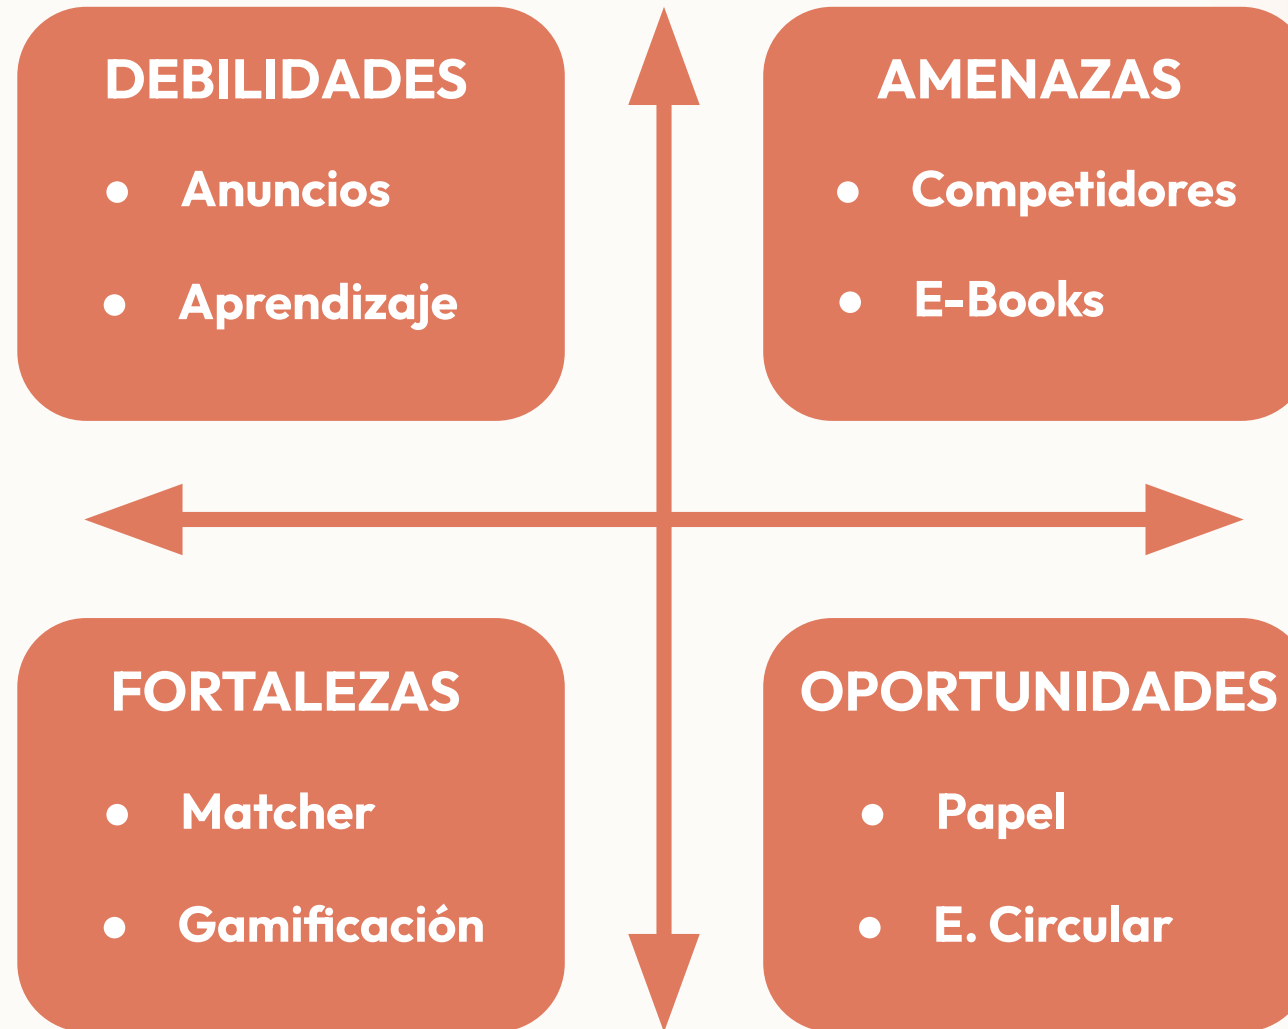 DEBILIDADES
● Anuncios
● Aprendizaje
AMENAZAS
● Competidores
● E-Books
FORTALEZAS
● Matcher
● Gamificación
OPORTUNIDADES
● Papel
● E. Circular